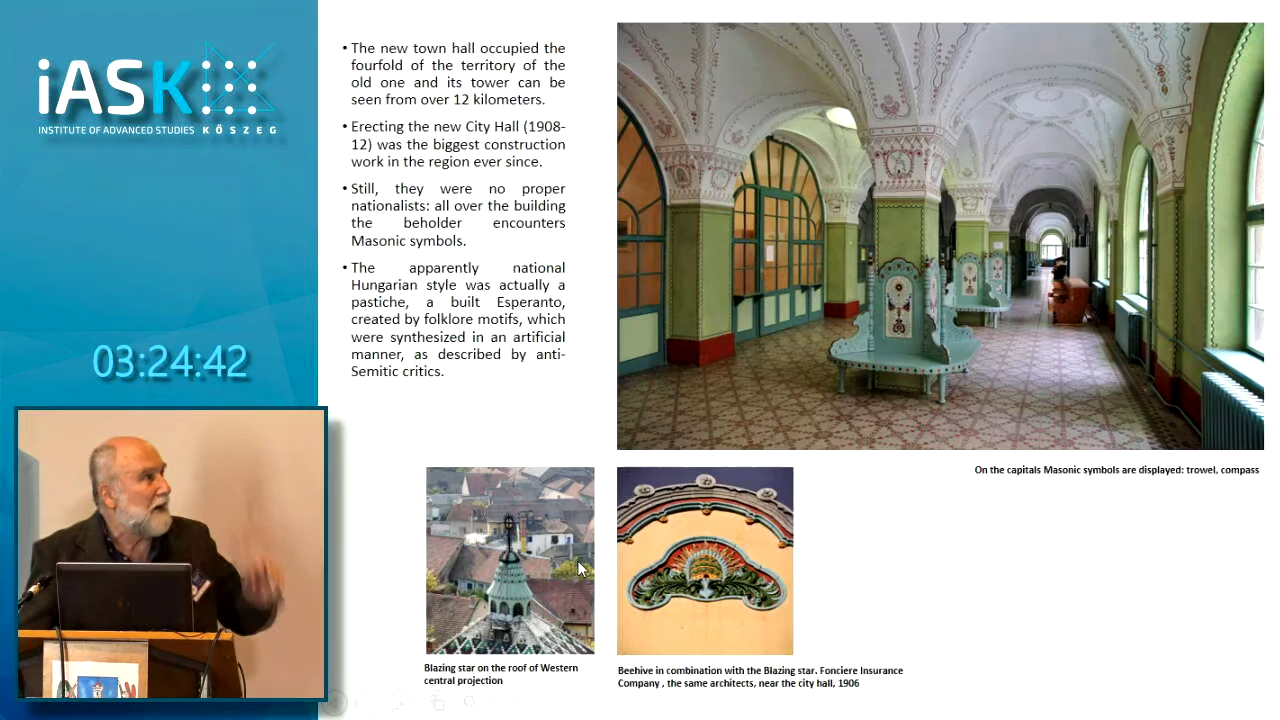 iASK
INSTITUTE OF ADVANCED STUDIES KŐSZEG
03:24:42
• The new town hall occupied the
fourfold of the territory of the
old one and its tower can be
seen from over 12 kilometers.
• Erecting the new City Hall (1908-
12) was the biggest construction
work in the region ever since.
• Still, they were no proper
nationalists: all over the building
the beholder encounters
Masonic symbols.
• The apparently national
Hungarian style was actually a
pastiche, a built Esperanto,
created by folklore motifs, which
were synthesized in an artificial
manner, as described by anti-
Semitic critics.
On the capitals Masonic symbols are displayed: trowel, compass
Blazing star on the roof of Western
central projection
Beehive in combination with the Blazing star. Fonciere Insurance
Company , the same architects, near the city hall, 1906